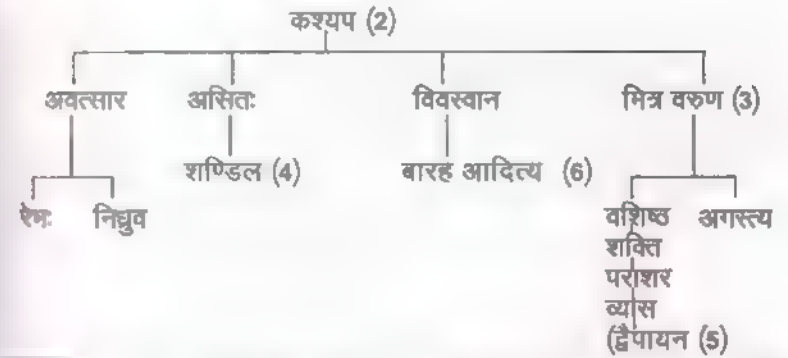 कश्यप (2)
अवत्सार असितः विवस्वान मित्र वरुण (3)
शण्डिल (4) बारह आदित्य (6)
रेभः निध्रुव वशिष्ठ अगस्त्य
शक्ति
पराशर
व्यास
(द्वैपायन (5)